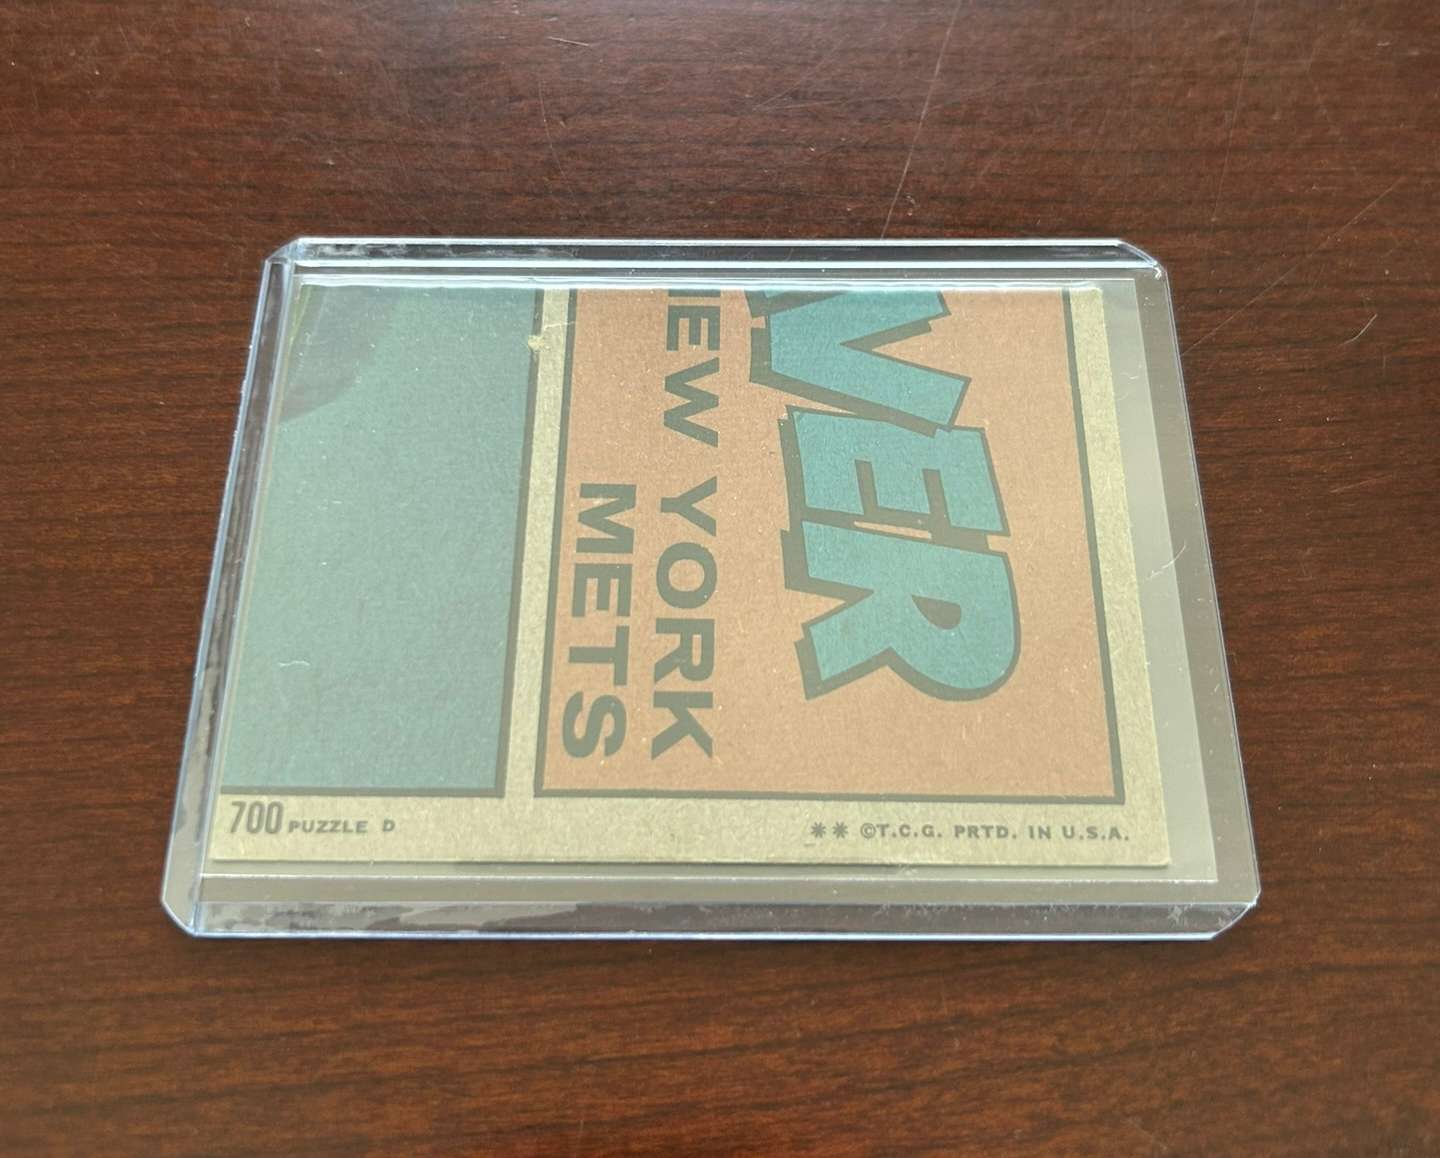 VER
EW YORK
METS
700 PUZZLE D
** ©T.C.G. PRTD. IN U.S.A.